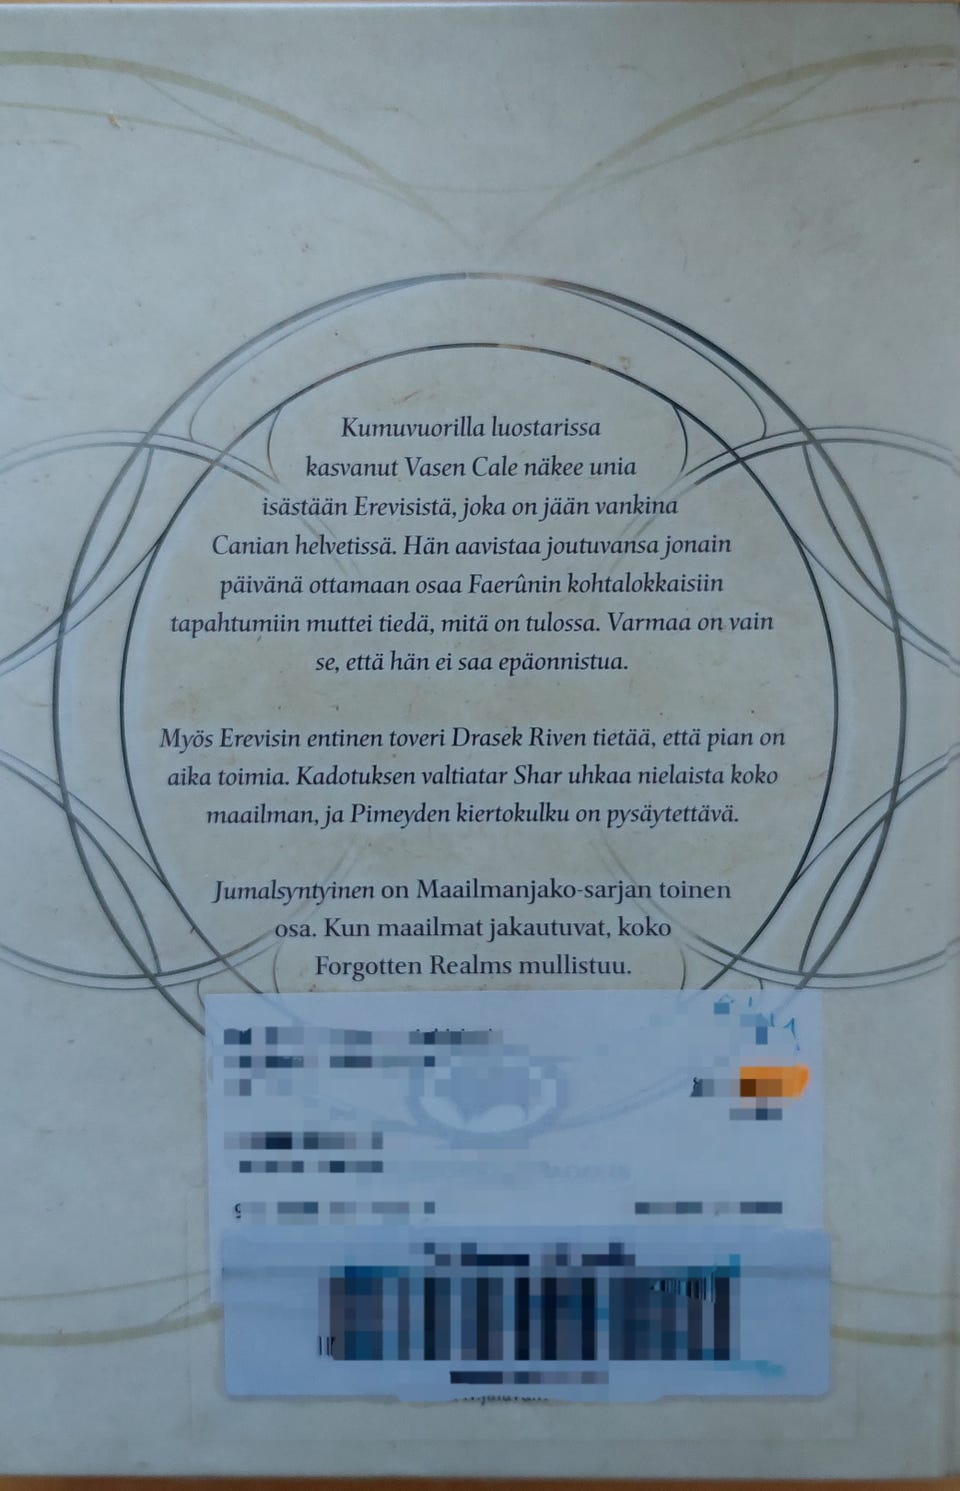 Kumuvuorilla luostarissa
kasvanut Vasen Cale näkee unia
isästään Erevisistä, joka on jään vankina
Canian helvetissä. Hän aavistaa joutuvansa jonain
päivänä ottamaan osaa Faerûnin kohtalokkaisiin
tapahtumiin muttei tiedä, mitä on tulossa. Varmaa on vain
se, että hän ei saa epäonnistua.
Myös Erevisin entinen toveri Drasek Riven tietää, että pian on
aika toimia. Kadotuksen valtiatar Shar uhkaa nielaista koko
maailman, ja Pimeyden kiertokulku on pysäytettävä.
Jumalsyntyinen on Maailmanjako-sarjan toinen
osa. Kun maailmat jakautuvat, koko
Forgotten Realms mullistuu.